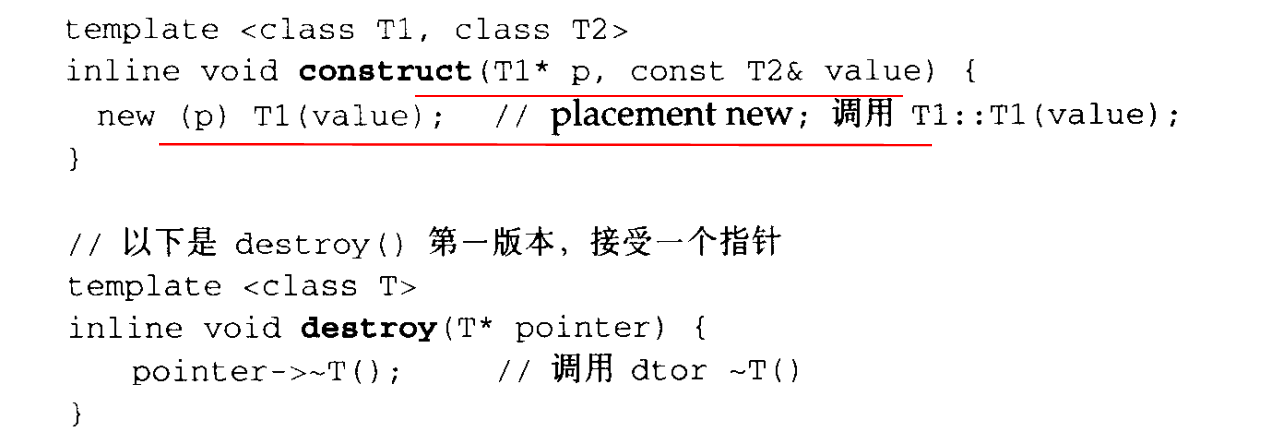 template <class T1, class T2>
inline void construct(T1* p, const T2& value) {
new (p) T1(value); // placement new; 调用 T1::T1(value);
}
// 以下是 destroy() 第一版本，接受一个指针
template <class T>
inline void destroy(T* pointer) {
pointer->~T(); // 调用 dtor ~T()
}